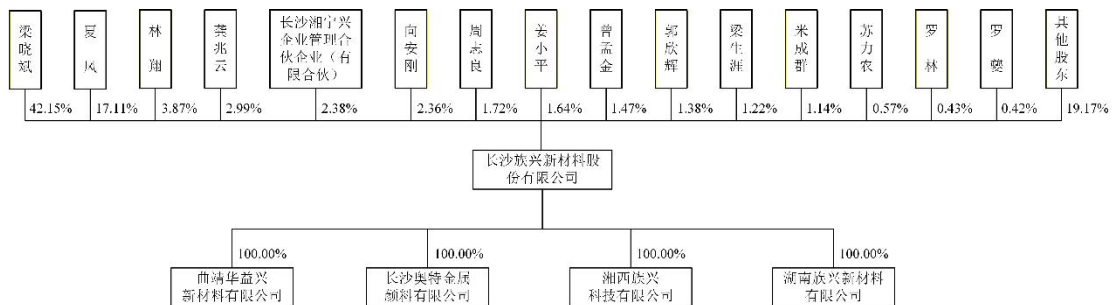 梁晓斌
夏风
林翔
龚兆云
长沙湘宁兴
企业管理合
伙企业（有
限合伙）
向安刚
周志良
姜小平
曾孟金
郭欣辉
梁生涯
米成群
苏力农
罗林
罗夔
其他股东
42.15%
17.11%
3.87%
2.99%
2.38%
2.36%
1.72%
1.64%
1.47%
1.38%
1.22%
1.14%
0.57%
0.43%
0.42%
19.17%
长沙族兴新材料股
份有限公司
100.00%
100.00%
100.00%
100.00%
曲靖华益兴
新材料有限公司
长沙奥特金属
颜料有限公司
湘西族兴
科技有限公司
湖南族兴新材料
有限公司